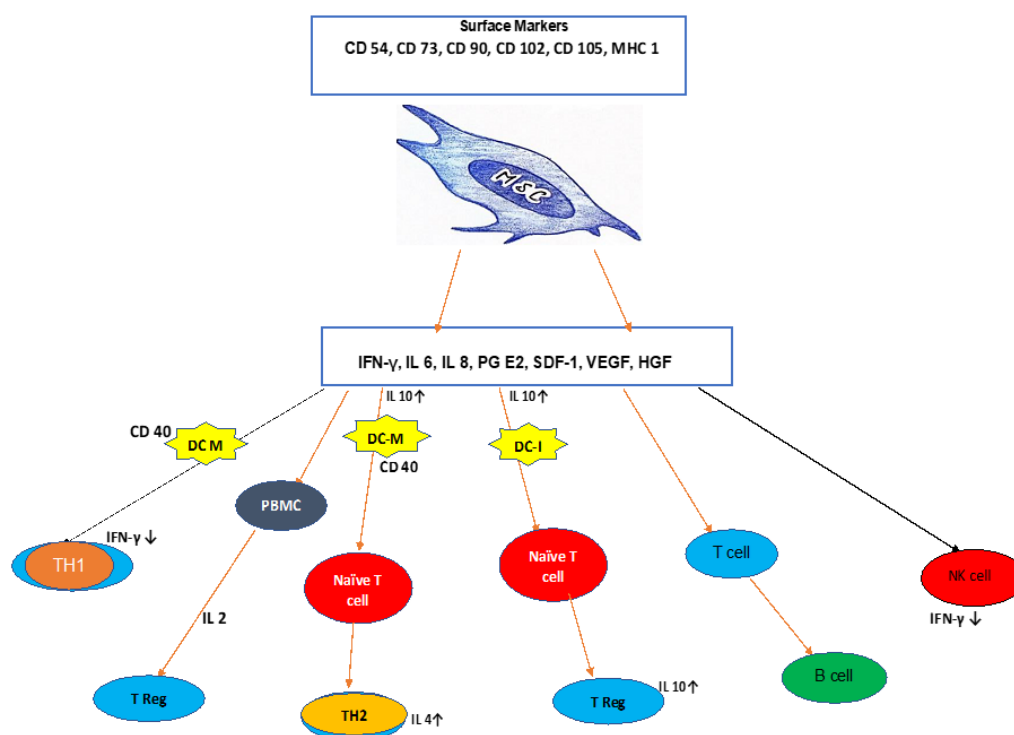 Surface Markers
CD 54, CD 73, CD 90, CD 102, CD 105, MHC 1
MSC
IFN-γ, IL 6, IL 8, PG E2, SDF-1, VEGF, HGF
IL 10↑
IL 10↑
CD 40
DC M
DC-M
CD 40
DC-I
PBMC
IFN-γ ↓
TH1
Naïve T
cell
Naïve T
cell
T cell
NK cell
IFN-γ ↓
IL 2
T Reg
TH2
IL 4↑
T Reg
IL 10↑
B cell